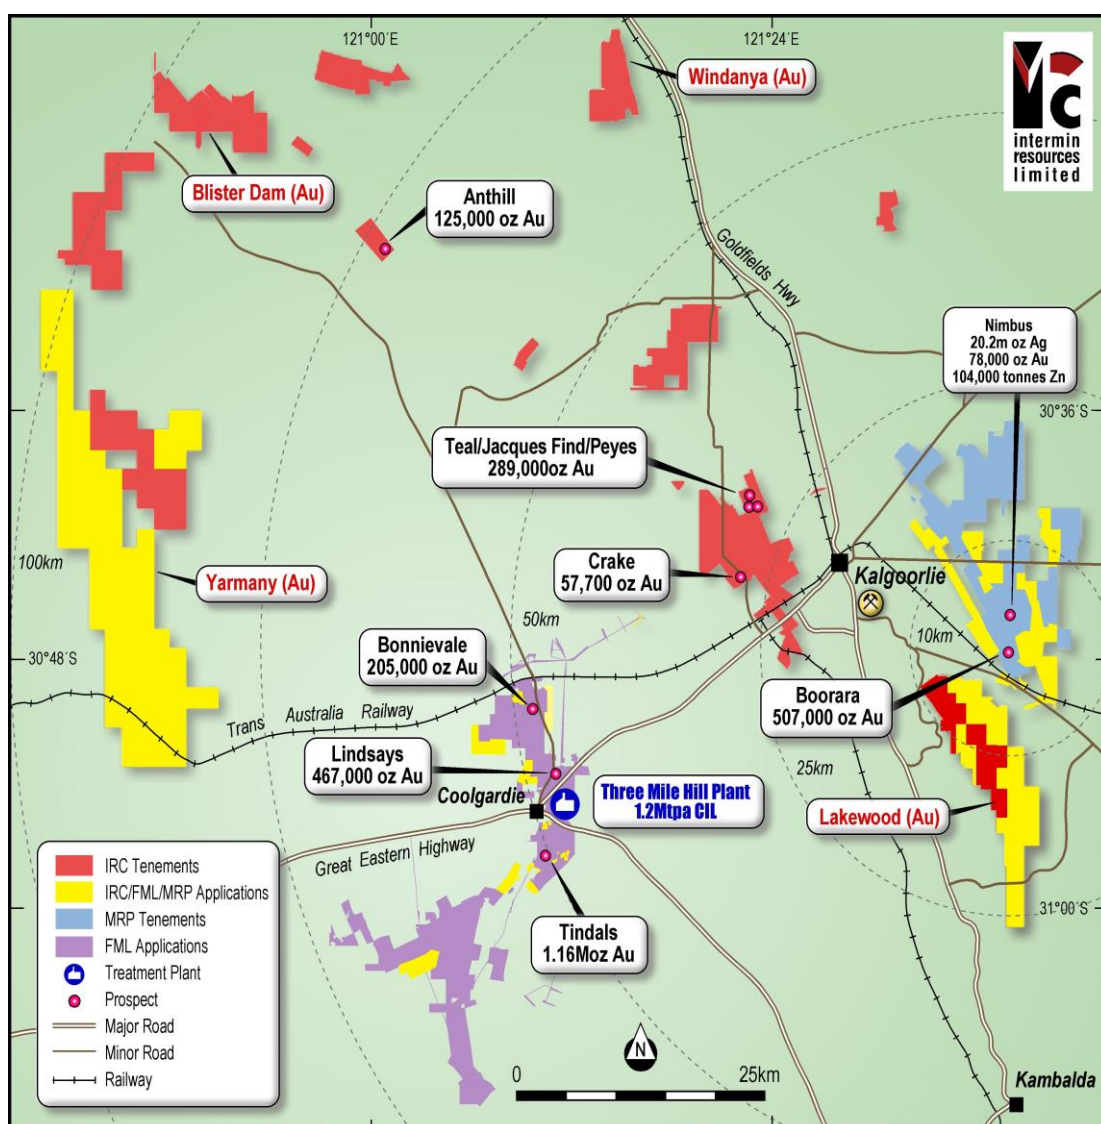 121°00´E
121°24´E
Windanya (Au)
intermin
resources
limited
Blister Dam (Au)
Anthill
125,000 oz Au
Goldfields Hwy
Nimbus
20.2m oz Ag
78,000 oz Au
104,000 tonnes Zn
30°36´S
Teal/Jacques Find/Peyes
289,000oz Au
100km
Yarmany (Au)
Crake
57,700 oz Au
Kalgoorlie
50km
10km
30°48´S
Bonnievale
205,000 oz Au
Boorara
507,000 oz Au
Trans Australia Railway
Lindsays
467,000 oz Au
25km
Coolgardie
Three Mile Hill Plant
1.2Mtpa CIL
Lakewood (Au)
Great Eastern Highway
IRC Tenements
IRC/FML/MRP Applications
MRP Tenements
FML Applications
Treatment Plant
Prospect
Major Road
Minor Road
Railway
31°00´S
Tindals
1.16Moz Au
N
0
25km
Kambalda